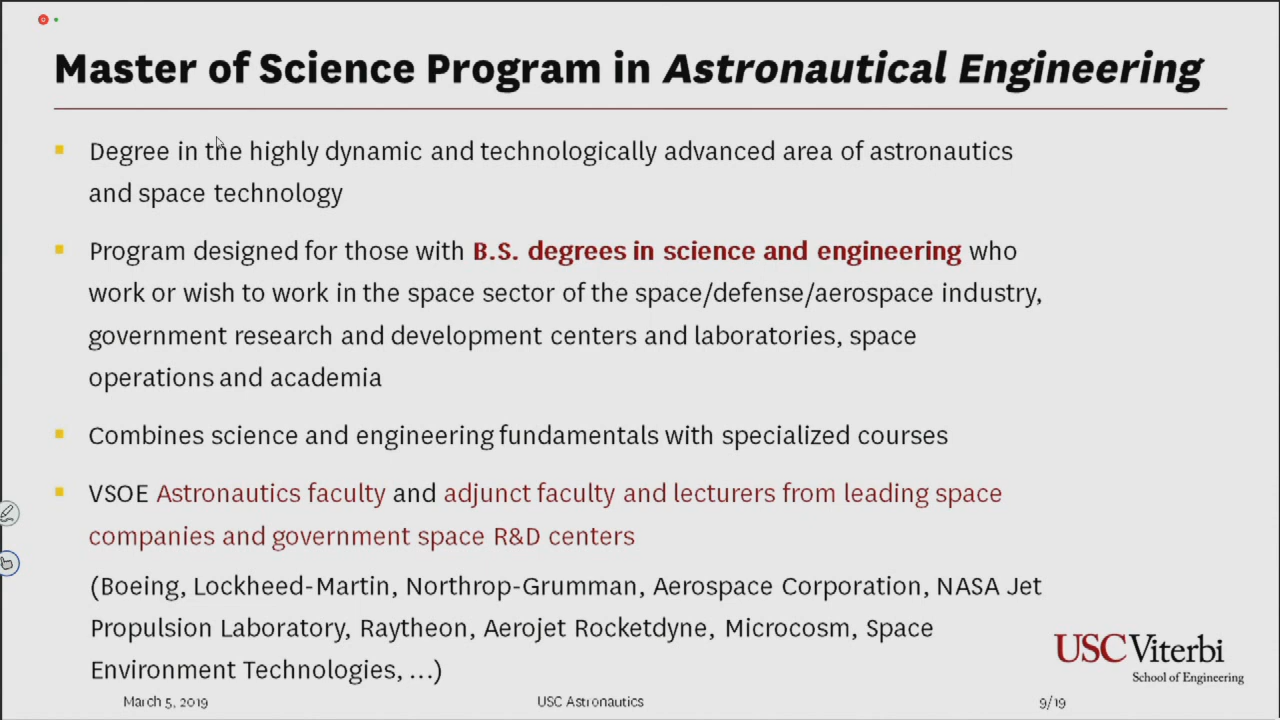 Master of Science Program in Astronautical Engineering
Degree in the highly dynamic and technologically advanced area of astronautics
and space technology
Program designed for those with B.S. degrees in science and engineering who
work or wish to work in the space sector of the space/defense/aerospace industry,
government research and development centers and laboratories, space
operations and academia
Combines science and engineering fundamentals with specialized courses
VSOE Astronautics faculty and adjunct faculty and lecturers from leading space
companies and government space R&D centers
(Boeing, Lockheed-Martin, Northrop-Grumman, Aerospace Corporation, NASA Jet
Propulsion Laboratory, Raytheon, Aerojet Rocketdyne, Microcosm, Space
Environment Technologies, ...)
USC Viterbi
School of Engineering
March 5, 2019
USC Astronautics
9/19